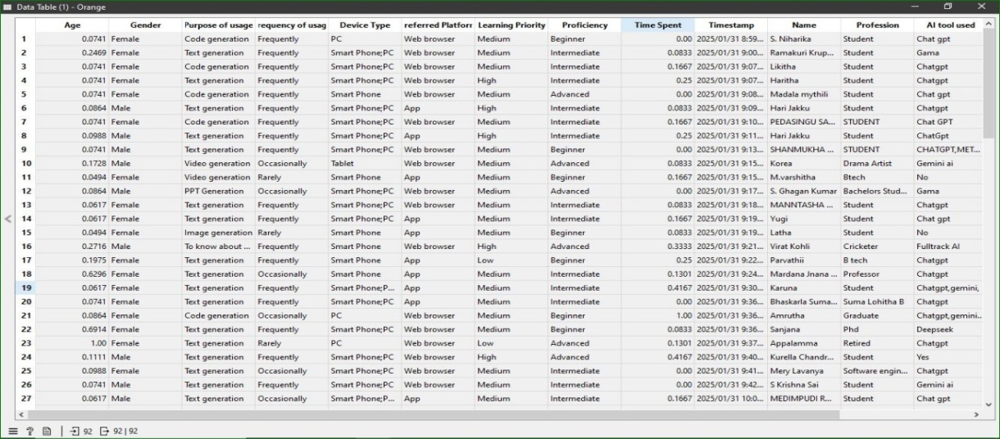 Data Table (1) - Orange
Age Gender Purpose of usage requency of usag Device Type referred Platforr Learning Priority Proficiency Time Spent Timestamp Name Profession AI tool used
1 0.0741 Female Code generation Frequently PC Web browser Medium Beginner 0.00 2025/01/31 8:59... S. Niharika Student Chat gpt
2 0.2469 Female Text generation Frequently Smart Phone;PC Web browser Medium Intermediate 0.0833 2025/01/31 9:00... Ramakuri Krup... Student Gama
3 0.0741 Female Code generation Frequently Smart Phone;PC Web browser Medium Intermediate 0.1667 2025/01/31 9:07... Likitha Student Chatgpt
4 0.0741 Female Text generation Frequently Smart Phone;PC Web browser High Intermediate 0.25 2025/01/31 9:07... Haritha Student Chatgpt
5 0.0741 Female Code generation Frequently Smart Phone Web browser Medium Advanced 0.00 2025/01/31 9:08... Madala mythili Student Chatgpt
6 0.0864 Male Text generation Frequently Smart Phone;PC App High Intermediate 0.0833 2025/01/31 9:09... Hari Jakku Student Chat gpt
7 0.0741 Female Code generation Frequently Smart Phone;PC Web browser Medium Intermediate 0.1667 2025/01/31 9:10... PEDASINGU SA... STUDENT Chat GPT
8 0.0988 Male Text generation Frequently Smart Phone;PC App High Intermediate 0.25 2025/01/31 9:11... Hari Jakku Student ChatGpt
9 0.0741 Male Text generation Frequently Smart Phone;PC Web browser Medium Beginner 0.00 2025/01/31 9:13... SHANMUKHA ... STUDENT CHATGPT,MET...
10 0.1728 Male Video generation Occasionally Tablet Web browser Medium Advanced 0.0833 2025/01/31 9:15... Korea Drama Artist Gemini ai
11 0.0494 Female Video generation Rarely Smart Phone App Medium Beginner 0.1667 2025/01/31 9:15... M.varshitha Btech No
12 0.0864 Male PPT Generation Occasionally Smart Phone;PC App Medium Advanced 0.00 2025/01/31 9:17... S. Ghagan Kumar Bachelors Stud... Gama
13 0.0617 Female Text generation Frequently Smart Phone;PC Web browser Medium Intermediate 0.0833 2025/01/31 9:18... MANNTASHA ... Student Chatgpt
14 0.0617 Female Text generation Frequently Smart Phone;PC App Medium Intermediate 0.1667 2025/01/31 9:19... Yugi Student Chat gpt
15 0.0494 Female Image generation Rarely Smart Phone App Medium Beginner 0.0833 2025/01/31 9:19... Latha Student No
16 0.2716 Male To know about ... Frequently Smart Phone Web browser High Advanced 0.3333 2025/01/31 9:21... Virat Kohli Cricketer Fulltrack AI
17 0.1975 Female Text generation Frequently Smart Phone App Low Beginner 0.25 2025/01/31 9:22... Parvathii B tech Chatgpt
18 0.6296 Female Text generation Occasionally Smart Phone App Medium Intermediate 0.1301 2025/01/31 9:24... Mardana Jnana ... Professor Chatgpt
19 0.0617 Female Text generation Frequently Smart Phone;P... App Medium Intermediate 0.4167 2025/01/31 9:30... Karuna Student Chatgpt,gemini,
20 0.0741 Female Text generation Frequently Smart Phone;PC App Medium Intermediate 0.00 2025/01/31 9:36... Bhaskarla Suma... Suma Lohitha B Chatgpt
21 0.0864 Female Code generation Occasionally PC Web browser Medium Beginner 1.00 2025/01/31 9:36... Amrutha Graduate Chatgpt,gemini...
22 0.6914 Female Text generation Occasionally Smart Phone;PC Web browser Medium Beginner 0.0833 2025/01/31 9:36... Sanjana Phd Deepseek
23 1.00 Female Text generation Rarely PC Web browser Low Advanced 0.1301 2025/01/31 9:37... Appalamma Retired Chatgpt
24 0.1111 Male Text generation Frequently Smart Phone;PC Web browser High Advanced 0.4167 2025/01/31 9:40... Kurella Chandr... Student Yes
25 0.0988 Female Text generation Occasionally Smart Phone;PC Web browser Medium Intermediate 0.00 2025/01/31 9:41... Mery Lavanya Software engin... Chatgpt
26 0.0741 Male Text generation Frequently Smart Phone;PC Web browser Medium Intermediate 0.00 2025/01/31 9:42... S Krishna Sai Student Gemini ai
27 0.0617 Male Text generation Occasionally Smart Phone;P... App Medium Intermediate 0.1667 2025/01/31 10:0... MEDIMPUDI R... Student Chat gpt
92 92 | 92